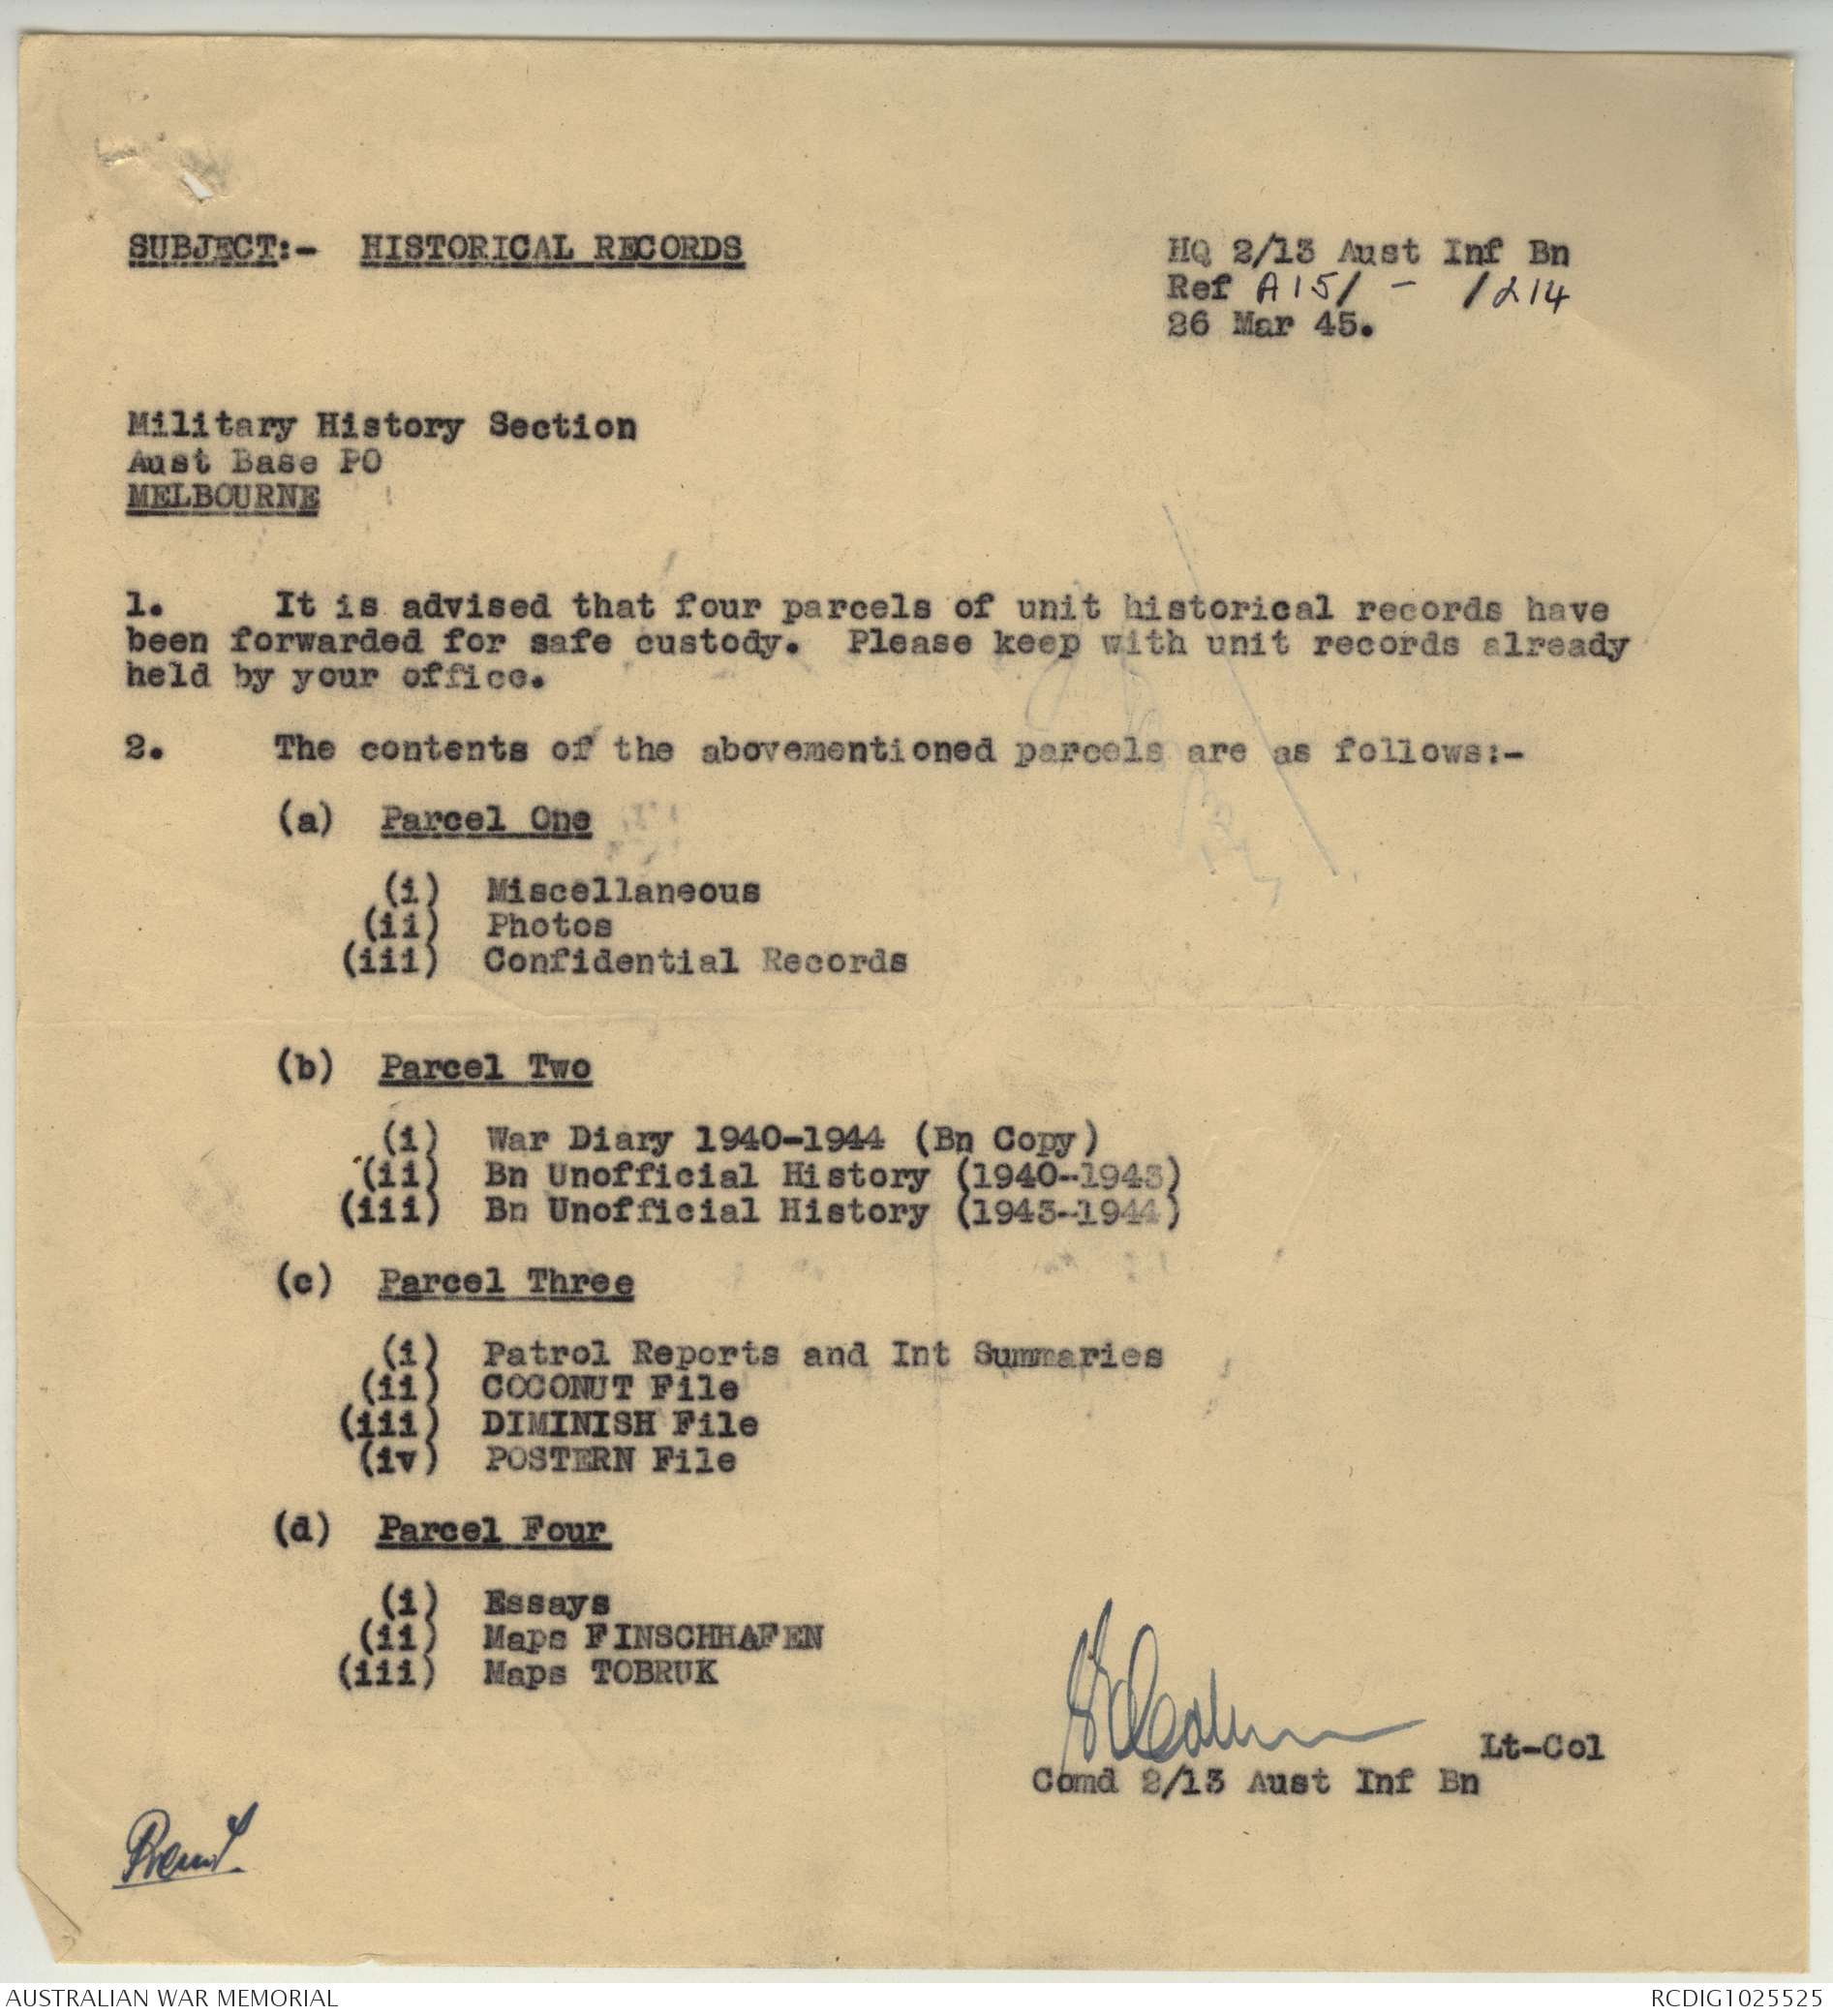 SUBJECT:- HISTORICAL RECORDS
HQ 2/13 Aust Inf Bn
Ref A15/ - /214
26 Mar 45.
Military History Section
Aust Base PO
MELBOURNE
1. It is advised that four parcels of unit historical records have
been forwarded for safe custody. Please keep with unit records already
held by your office.
2. The contents of the abovementioned parcels are as follows:-
(a) Parcel One
(i) Miscellaneous
(ii) Photos
(iii) Confidential Records
(b) Parcel Two
(i) War Diary 1940-1944 (Bn Copy)
(ii) Bn Unofficial History (1940-1943)
(iii) Bn Unofficial History (1943-1944)
(c) Parcel Three
(i) Patrol Reports and Int Summaries
(ii) COCONUT File
(iii) DIMINISH File
(iv) POSTERN File
(d) Parcel Four
(i) Essays
(ii) Maps FINSCHHAFEN
(iii) Maps TOBRUK
Lt-Col
Comd 2/13 Aust Inf Bn
AUSTRALIAN WAR MEMORIAL
RCDIG1025525